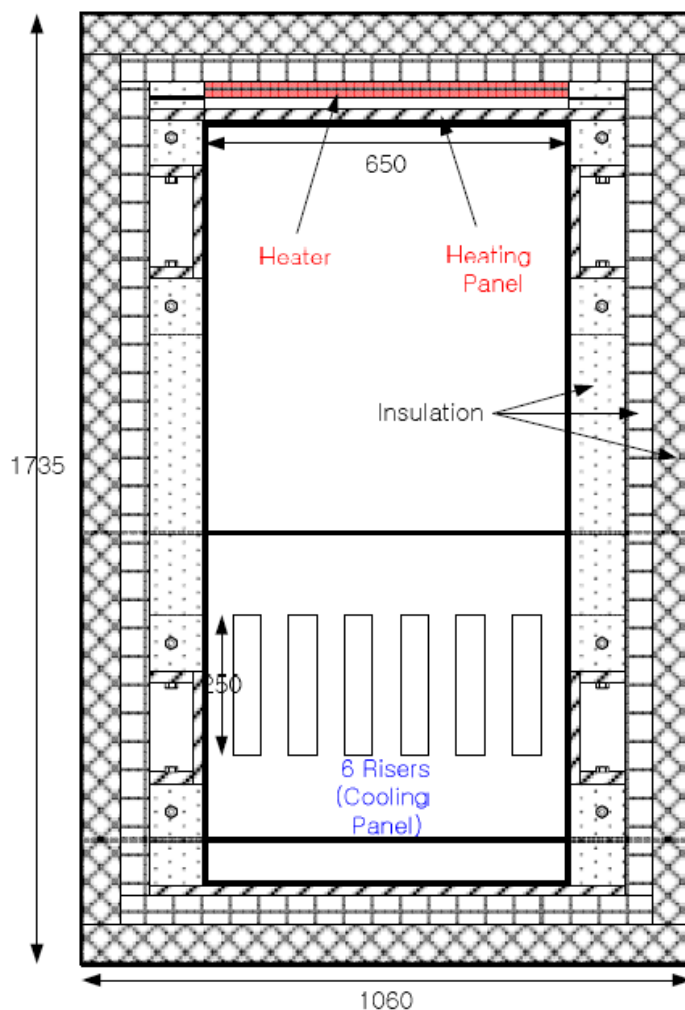 650
Heater
Heating
Panel
Insulation
1735
250
6 Risers
(Cooling
Panel)
1060